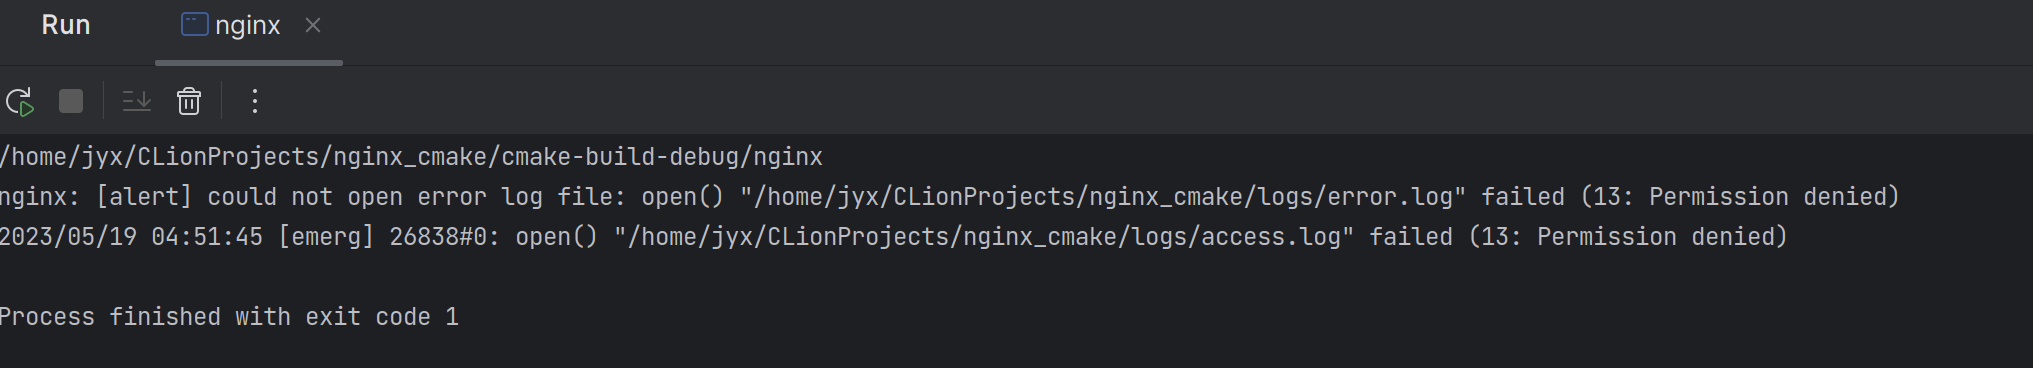 Run nginx
/home/jyx/CLionProjects/nginx_cmake/cmake-build-debug/nginx
nginx: [alert] could not open error log file: open() "/home/jyx/CLionProjects/nginx_cmake/logs/error.log" failed (13: Permission denied)
2023/05/19 04:51:45 [emerg] 26838#0: open() "/home/jyx/CLionProjects/nginx_cmake/logs/access.log" failed (13: Permission denied)
Process finished with exit code 1